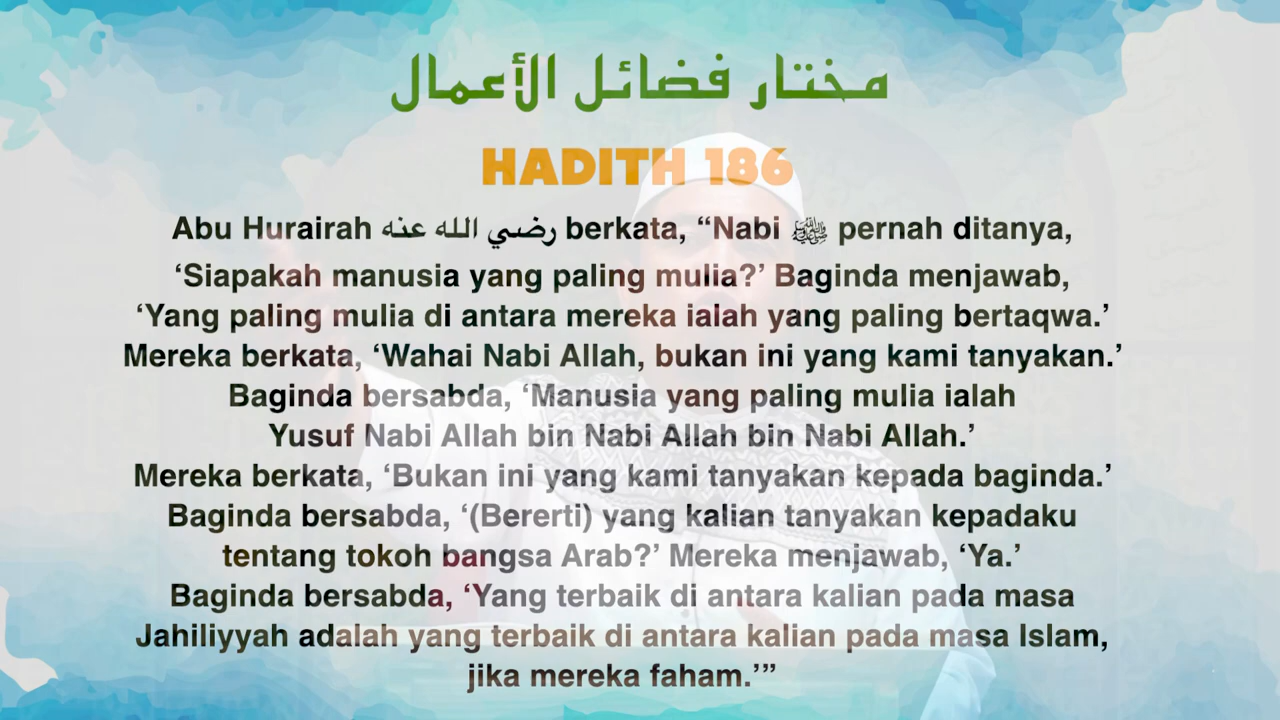 مختار فضائل الأعمال
HADITH 186
Abu Hurairah رضي الله عنه berkata, “Nabi ﷺ pernah ditanya,
‘Siapakah manusia yang paling mulia?’ Baginda menjawab,
‘Yang paling mulia di antara mereka ialah yang paling bertaqwa.’
Mereka berkata, ‘Wahai Nabi Allah, bukan ini yang kami tanyakan.’
Baginda bersabda, ‘Manusia yang paling mulia ialah
Yusuf Nabi Allah bin Nabi Allah bin Nabi Allah.’
Mereka berkata, ‘Bukan ini yang kami tanyakan kepada baginda.’
Baginda bersabda, ‘(Bererti) yang kalian tanyakan kepadaku
tentang tokoh bangsa Arab?’ Mereka menjawab, ‘Ya.’
Baginda bersabda, ‘Yang terbaik di antara kalian pada masa
Jahiliyyah adalah yang terbaik di antara kalian pada masa Islam,
jika mereka faham.’”